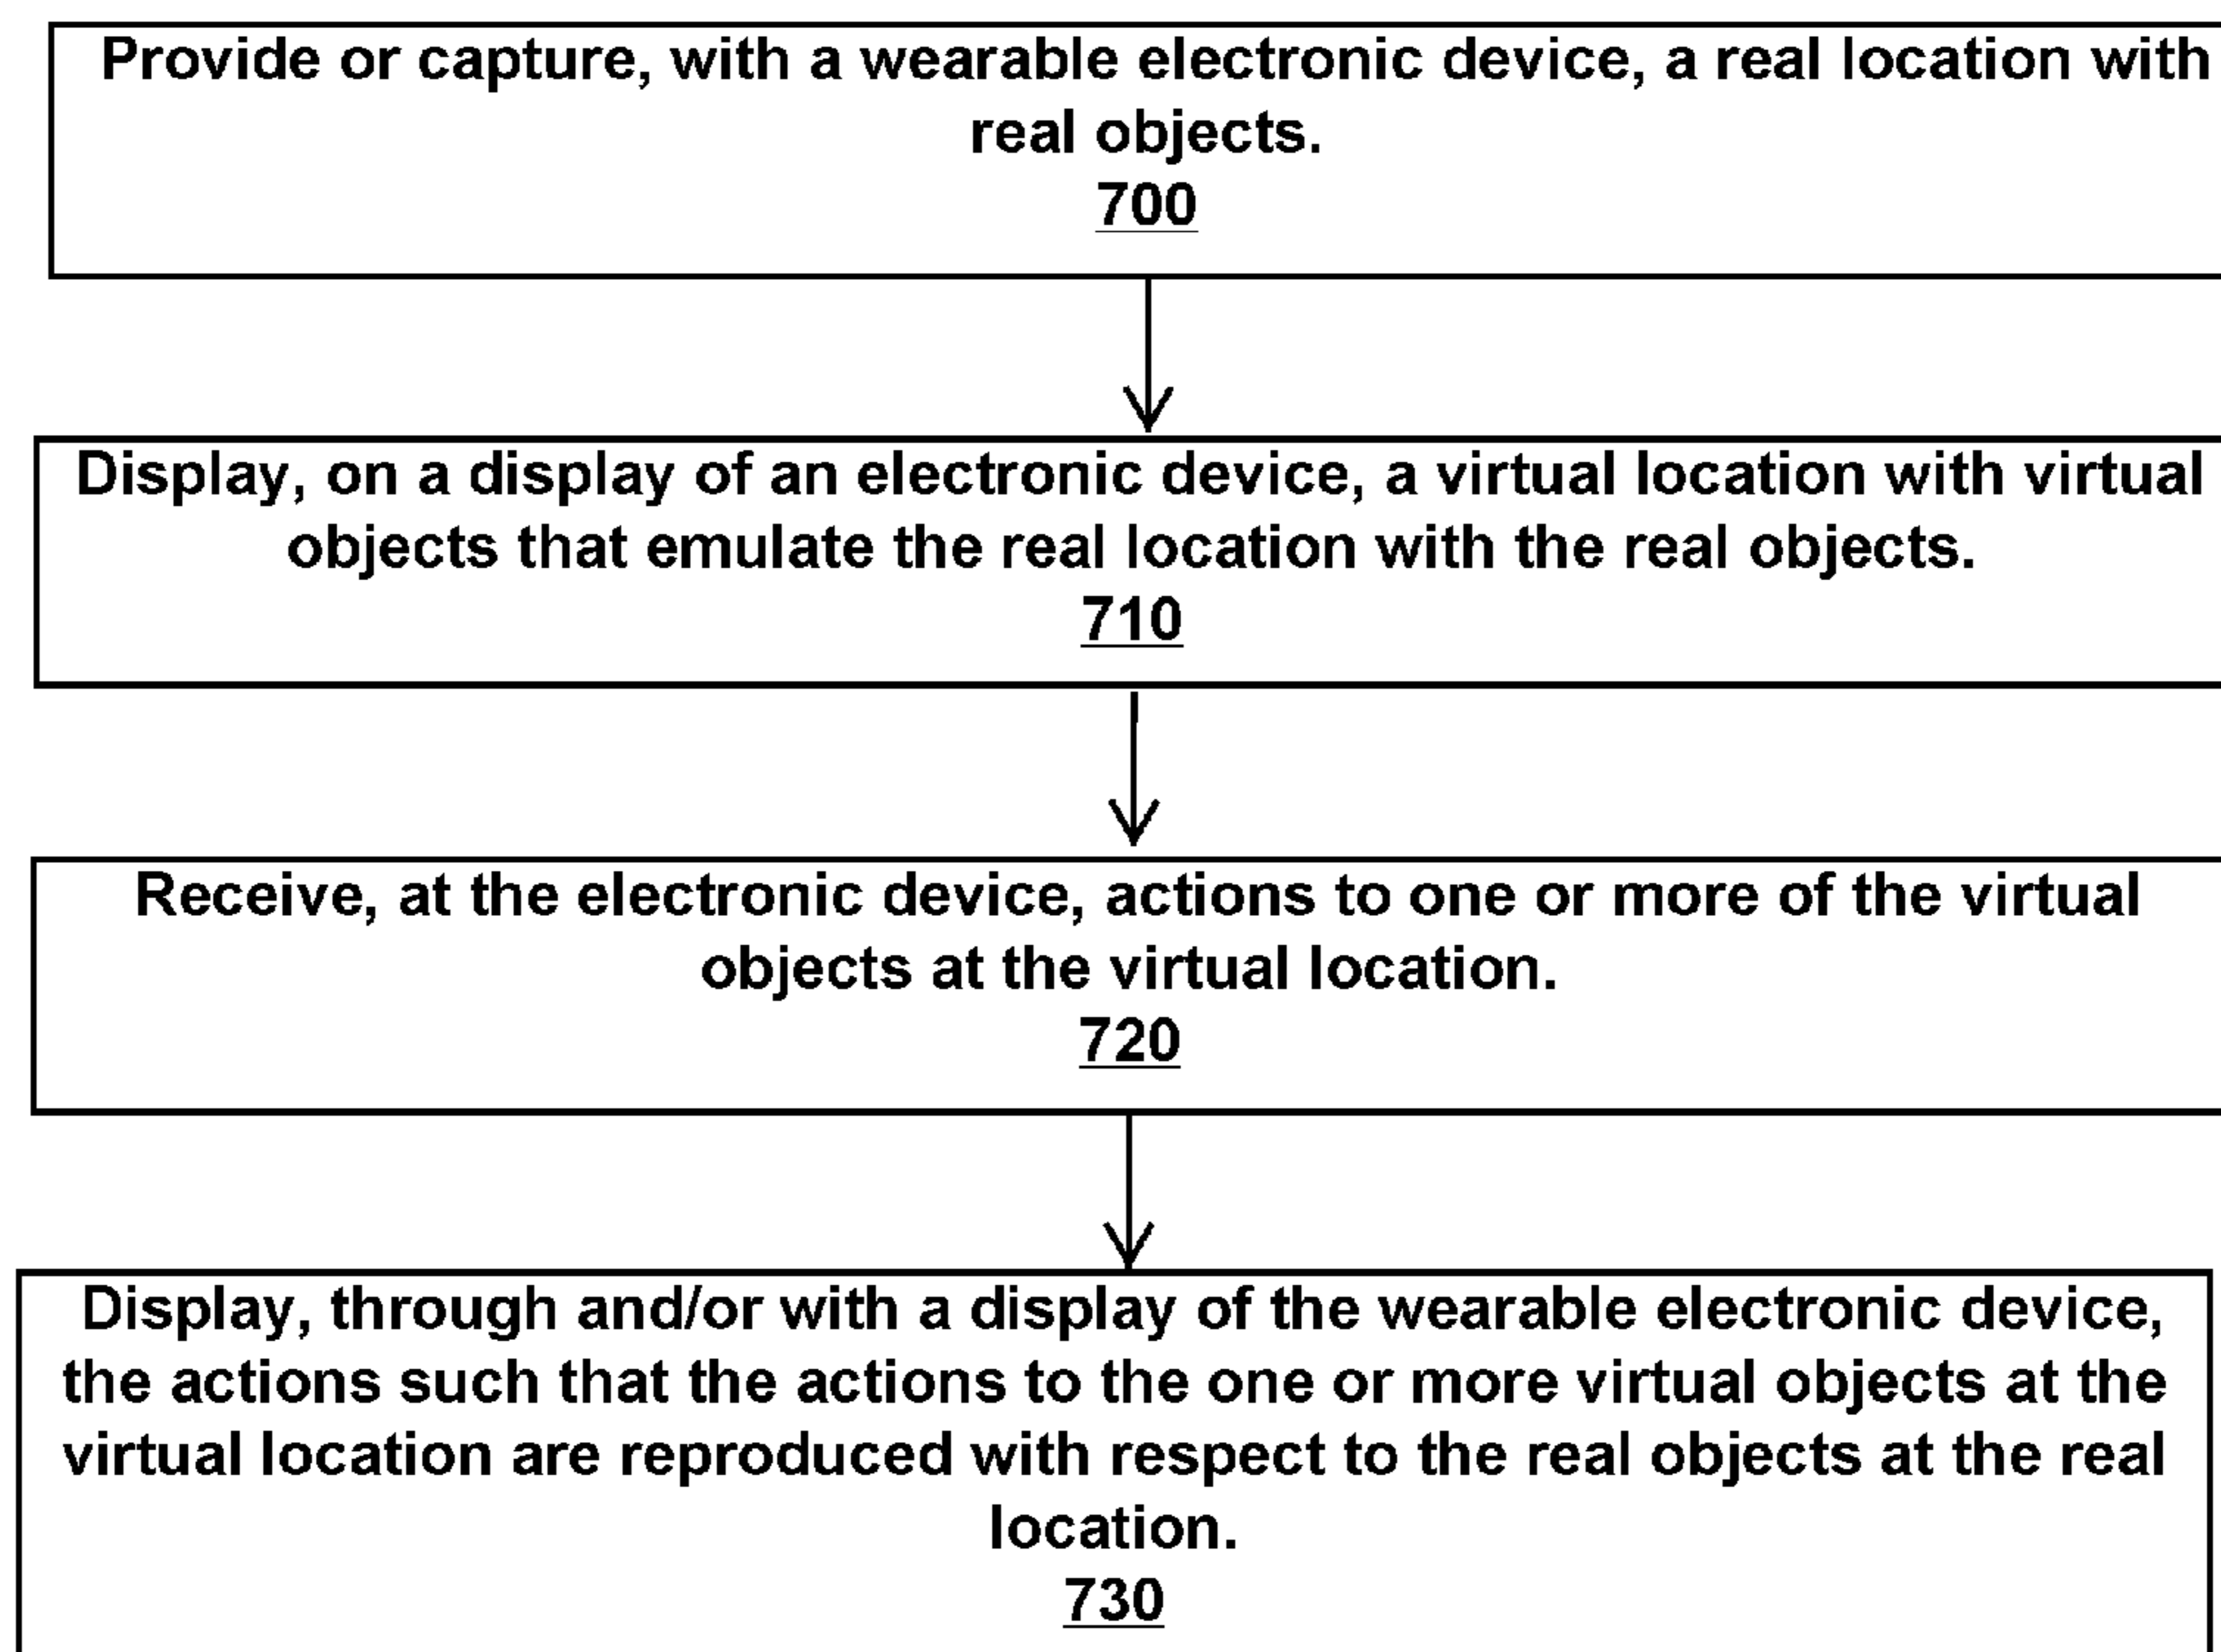 Provide or capture, with a wearable electronic device, a real location with
real objects.
700
Display, on a display of an electronic device, a virtual location with virtual
objects that emulate the real location with the real objects.
710
Receive, at the electronic device, actions to one or more of the virtual
objects at the virtual location.
720
Display, through and/or with a display of the wearable electronic device,
the actions such that the actions to the one or more virtual objects at the
virtual location are reproduced with respect to the real objects at the real
location.
730